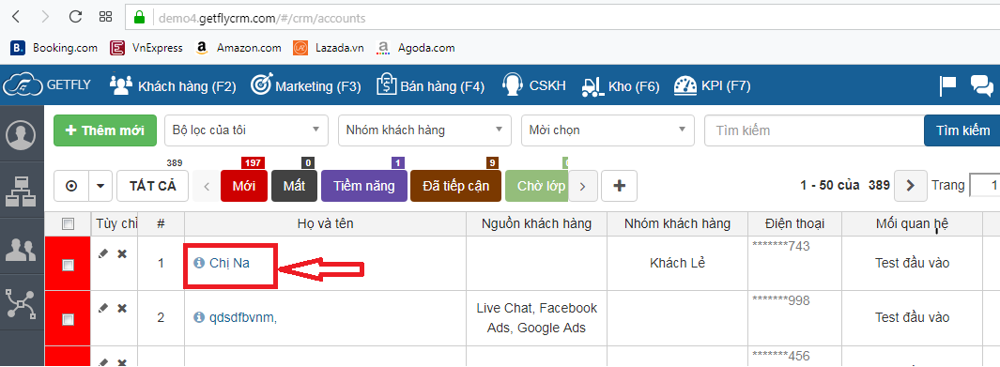 demo4.getflycrm.com/#/crm/accounts
B. Booking.com VnExpress Amazon.com Lazada.vn Agoda.com
GETFLY Khách hàng (F2) Marketing (F3) Bán hàng (F4) CSKH Kho (F6) KPI (F7)
+ Thêm mới Bộ lọc của tôi Nhóm khách hàng Mời chọn Tìm kiếm Tìm kiếm
389 197 0 1 9
TẤT CẢ Mới Mất Tiềm năng Đã tiếp cận Chờ lớp 1 - 50 của 389 Trang 1
Tùy chỉ # Họ và tên Nguồn khách hàng Nhóm khách hàng Điện thoại Mối quan hệ
1 Chị Na Khách Lẻ *******743 Test đầu vào
2 qdsdfbvnm, Live Chat, Facebook Ads, Google Ads *******998 Test đầu vào
*******456